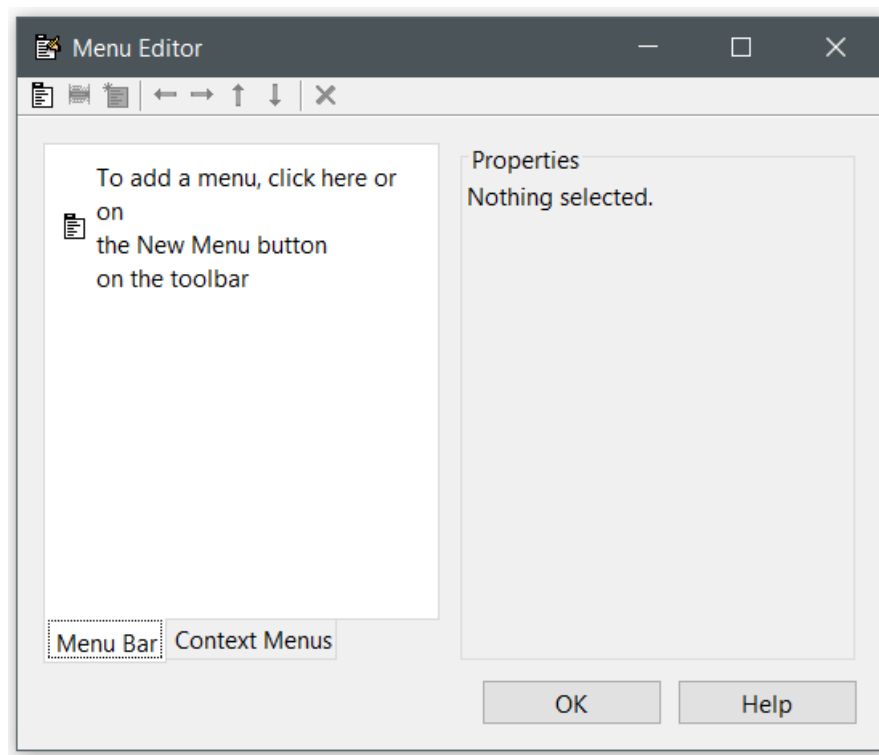 Menu Editor
To add a menu, click here or
on
the New Menu button
on the toolbar
Properties
Nothing selected.
Menu Bar
Context Menus
OK
Help